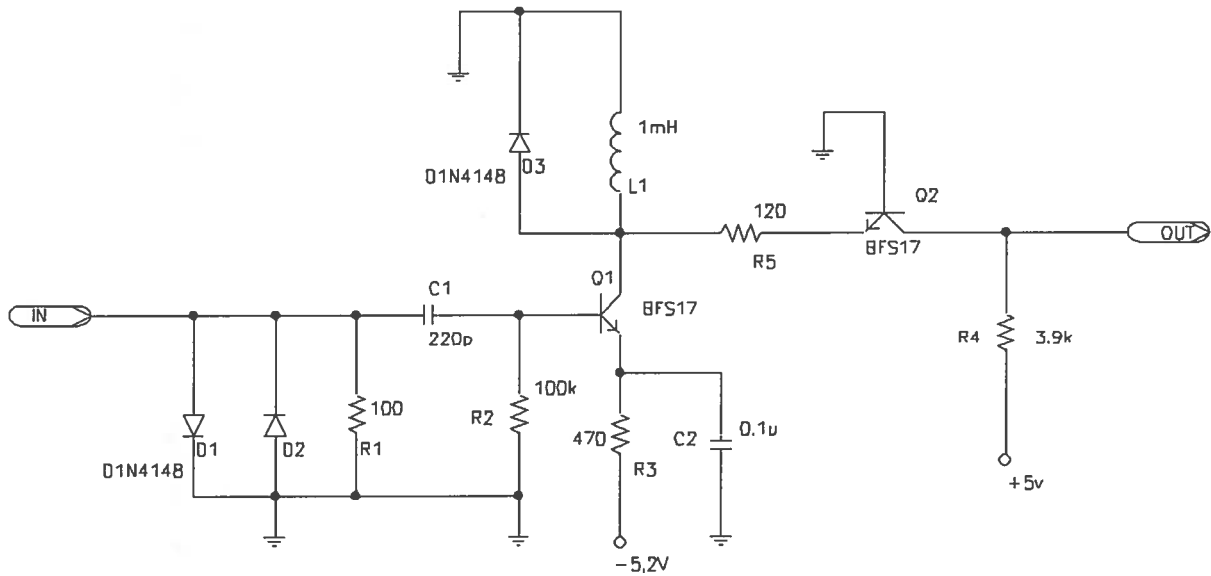 1mH
D3
D1N4148
L1
Q2
120
R5
BFS17
OUT
Q1
BFS17
C1
220p
IN
R4
3.9k
100k
R2
100
R1
D1
D2
D1N4148
470
R3
C2
0.1u
+5v
-5,2V